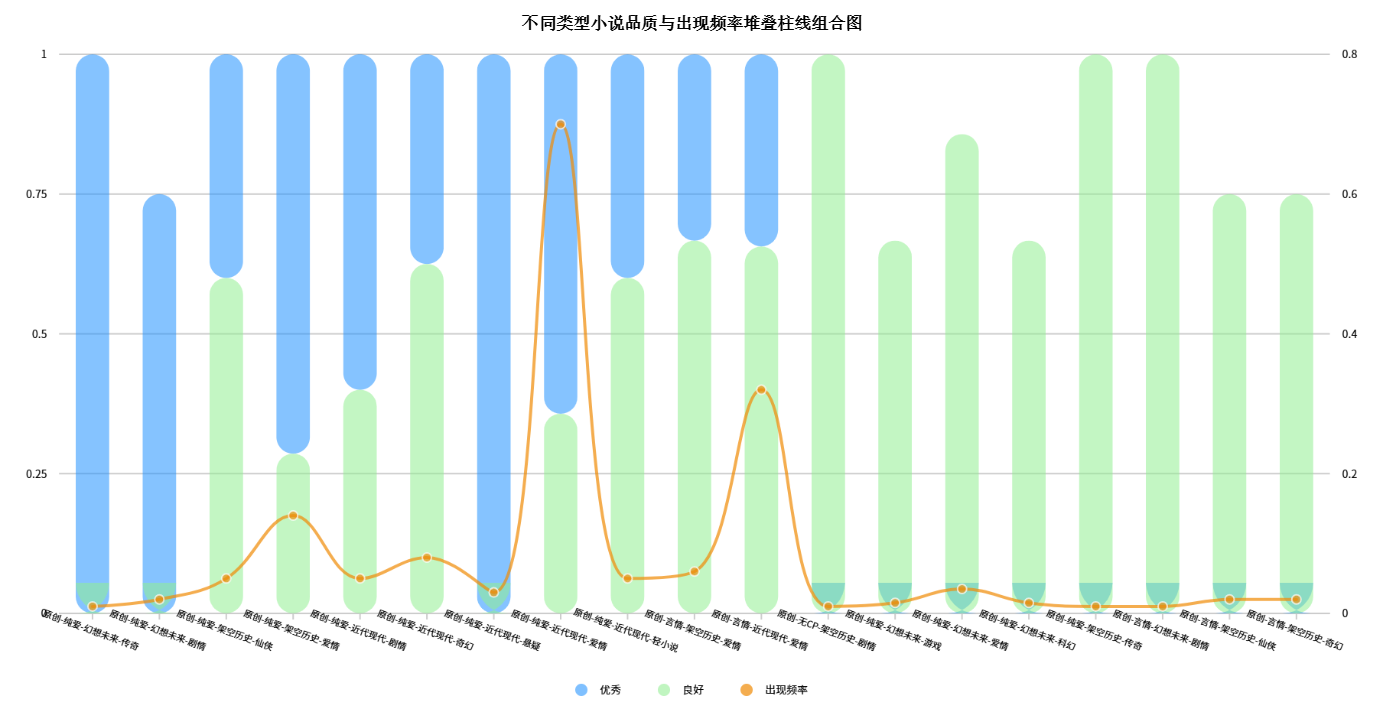 不同类型小说品质与出现频率堆叠柱线组合图
1
0.75
0.5
0.25
0
0.8
0.6
0.4
0.2
0
原创-纯爱-幻想未来-传奇
原创-纯爱-幻想未来-剧情
原创-纯爱-架空历史-仙侠
原创-纯爱-架空历史-爱情
原创-纯爱-近代现代-剧情
原创-纯爱-近代现代-奇幻
原创-纯爱-近代现代-悬疑
原创-纯爱-近代现代-爱情
原创-纯爱-近代现代-轻小说
原创-言情-架空历史-爱情
原创-言情-近代现代-爱情
原创-无CP-架空历史-剧情
原创-纯爱-幻想未来-游戏
原创-纯爱-幻想未来-爱情
原创-纯爱-幻想未来-科幻
原创-纯爱-架空历史-传奇
原创-言情-幻想未来-剧情
原创-言情-架空历史-仙侠
原创-言情-架空历史-奇幻
优秀 良好 出现频率